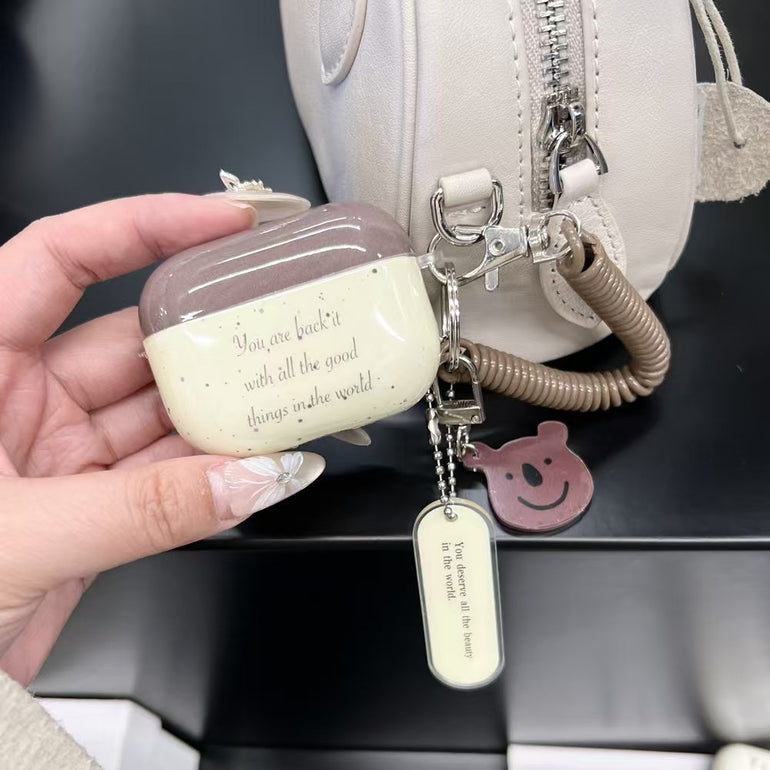 You are back it
with all the good
things in the world
You deserve all the beauty
in the world.